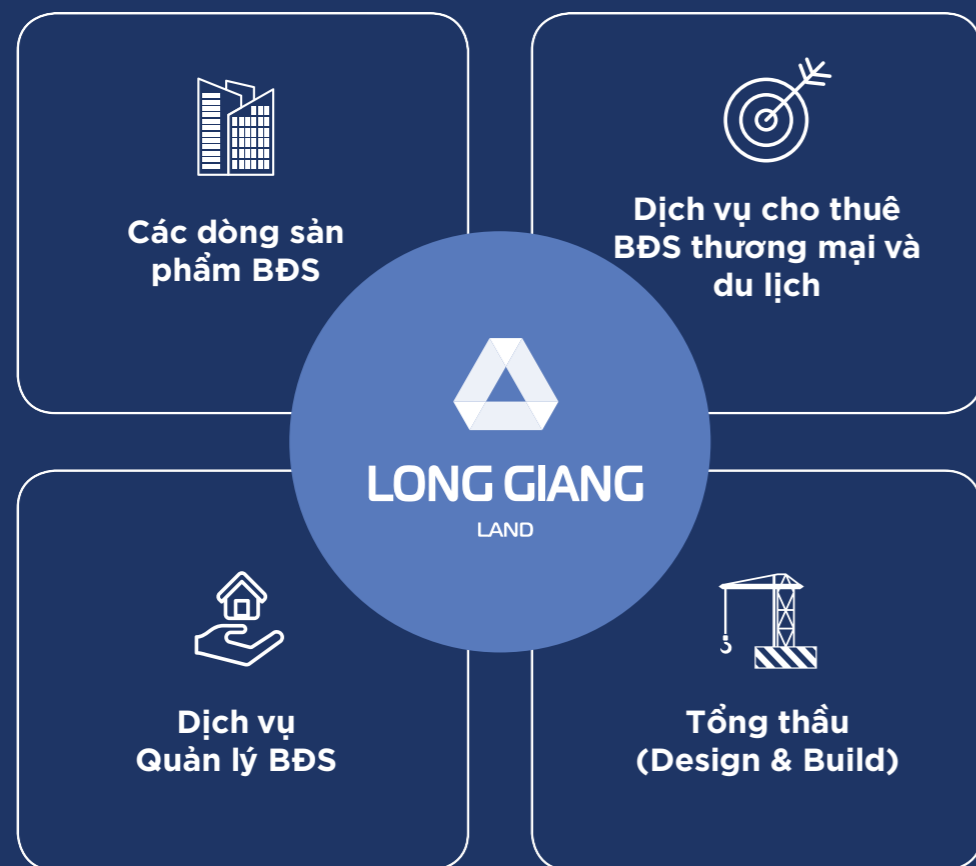 Các dòng sản
phẩm BĐS
Dịch vụ cho thuê
BĐS thương mại và
du lịch
LONG GIANG
LAND
Dịch vụ
Quản lý BĐS
Tổng thầu
(Design & Build)